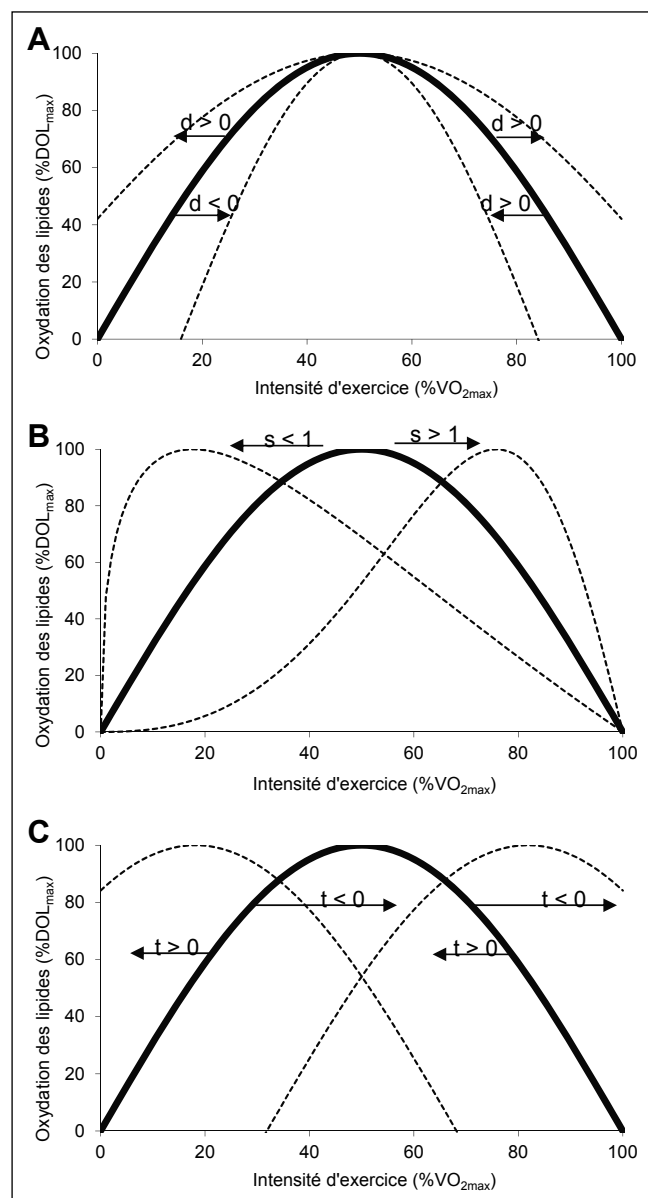 A
100
80
60
40
20
0
Oxydation des lipides (%DOLmax)
d > 0
d > 0
d < 0
d > 0
0 20 40 60 80 100
Intensité d'exercice (%VO2max)
B
s < 1
s > 1
100
80
60
40
20
0
Oxydation des lipides (%DOLmax)
0 20 40 60 80 100
Intensité d'exercice (%VO2max)
C
100
80
60
40
20
0
Oxydation des lipides (%DOLmax)
t < 0
t < 0
t > 0
t > 0
0 20 40 60 80 100
Intensité d'exercice (%VO2max)